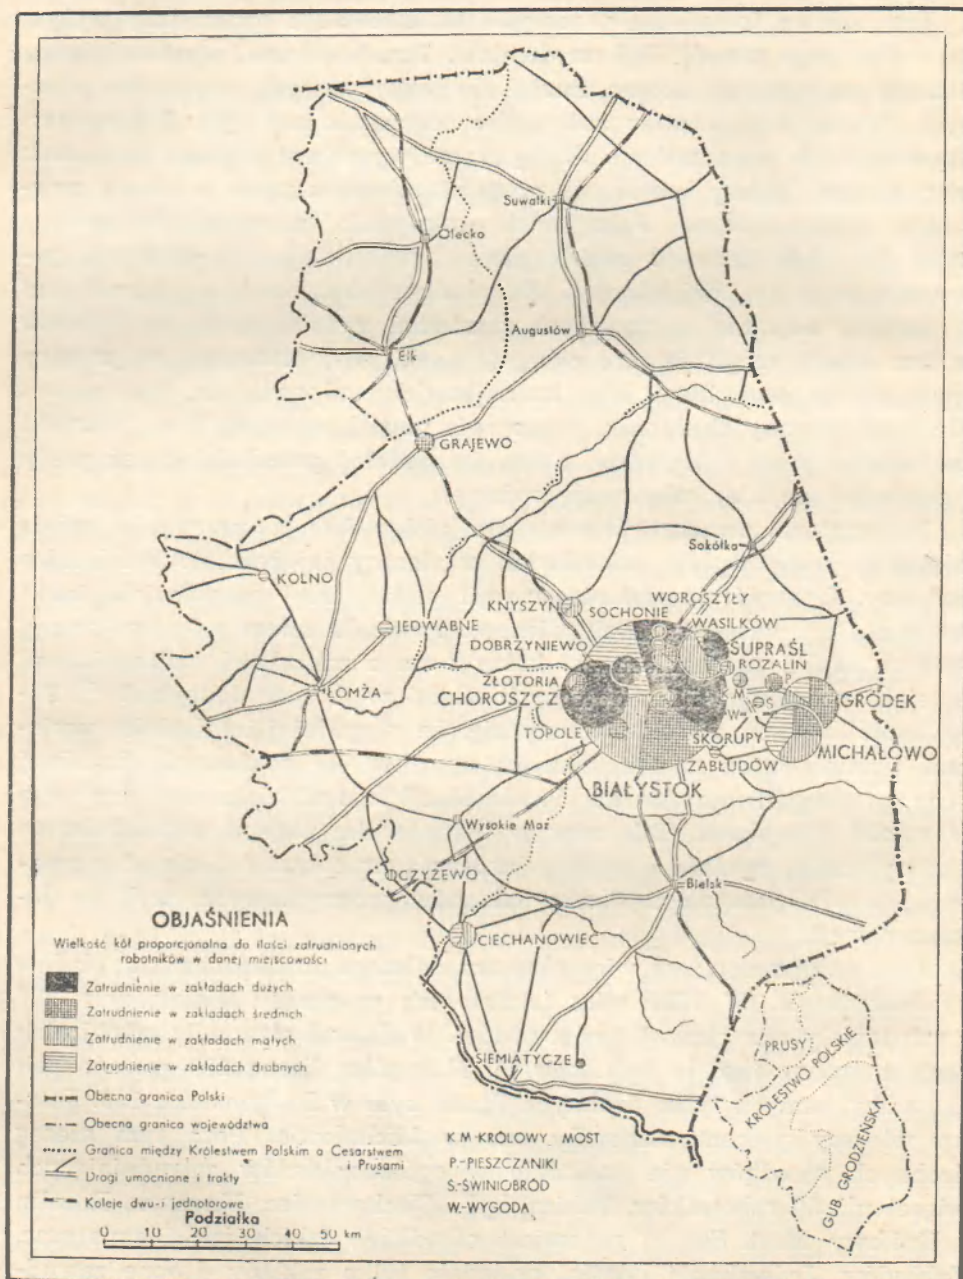 Suwałki
Olecko
Augustów
Ełk
GRAJEWO
Sokółka
KOLNO
KNYSZYN
SOCHONIE
WOROSZYŁY
WASILKÓW
JEDWABNE
DOBRZYNIEWO
SUPRAŚL
ROZALIN
ZŁOTORIA
P
ŁOMŻA
CHOROSZCZ
K.M
Ś
GRÓDEK
W
TOPOLE
SKORUPY
MICHAŁOWO
ZABŁUDÓW
BIAŁYSTOK
Wysokie Maz
CZYŻEWO
Bielsk
CIECHANOWIEC
SIEMIATYCZE
OBJAŚNIENIA
Wielkość kół proporcjonalna do ilości zatrudnionych
robotników w danej miejscowości
Zatrudnienie w zakładach dużych
Zatrudnienie w zakładach średnich
Zatrudnienie w zakładach małych
Zatrudnienie w zakładach drobnych
Obecna granica Polski
Obecna granica województwa
Granica między Królestwem Polskim a Cesarstwem
i Prusami
Drogi umocnione i trakty
Koleje dwu-i jednotorowe
Podziałka
0 10 20 30 40 50 km
K M-KRÓLOWY MOST
P.-PIESZCZANIKI
Ś.-ŚWINIOBRÓD
W.-WYGODA
PRUSY
KRÓLESTWO POLSKIE
GUB. GRODZIEŃSKA